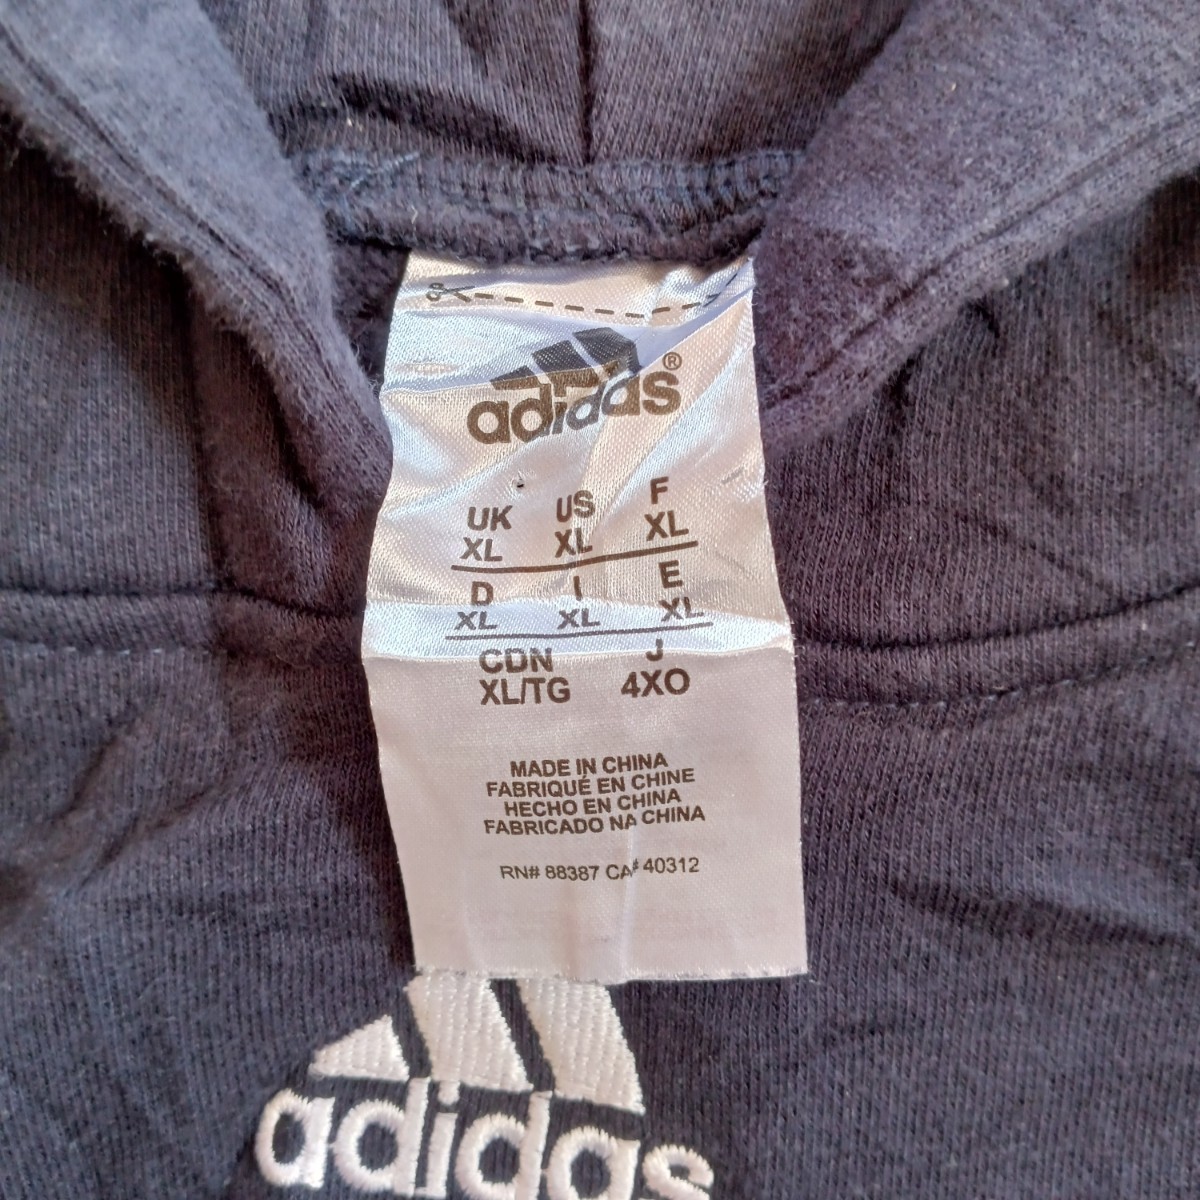 adidas®
UK US F
XL XL XL
D I E
XL XL XL
CDN J
XL/TG 4XO
MADE IN CHINA
FABRIQUÉ EN CHINE
HECHO EN CHINA
FABRICADO NA CHINA
RN# 88387 CA# 40312
adidas